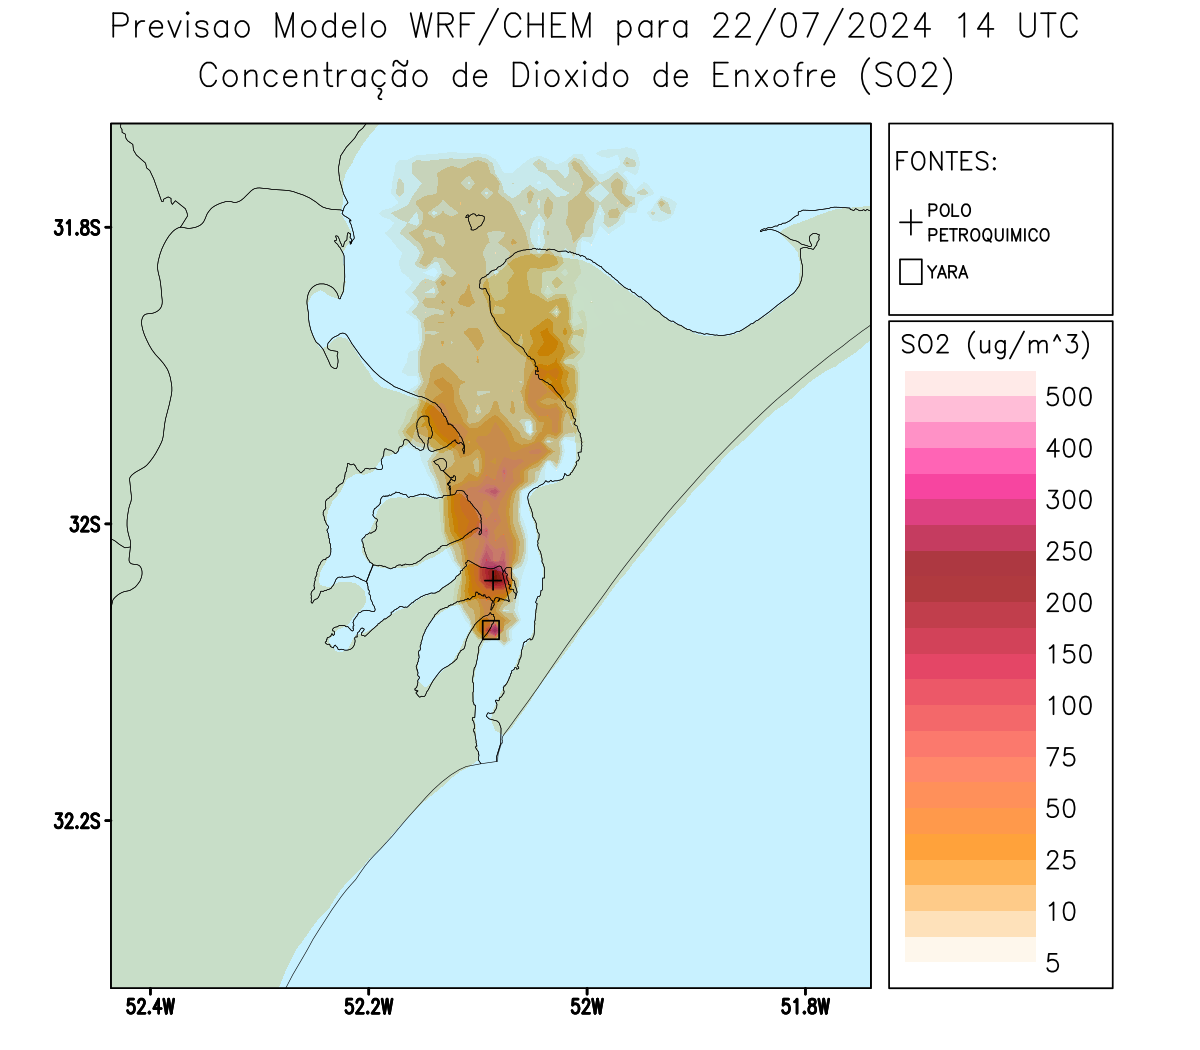 Previsao Modelo WRF/CHEM para 22/07/2024 14 UTC
Concentração de Dioxido de Enxofre (SO2)
FONTES:
POLO
PETROQUIMICO
YARA
31.8S
32S
32.2S
52.4W
52.2W
52W
51.8W
SO2 (ug/m^3)
500
400
300
250
200
150
100
75
50
25
10
5